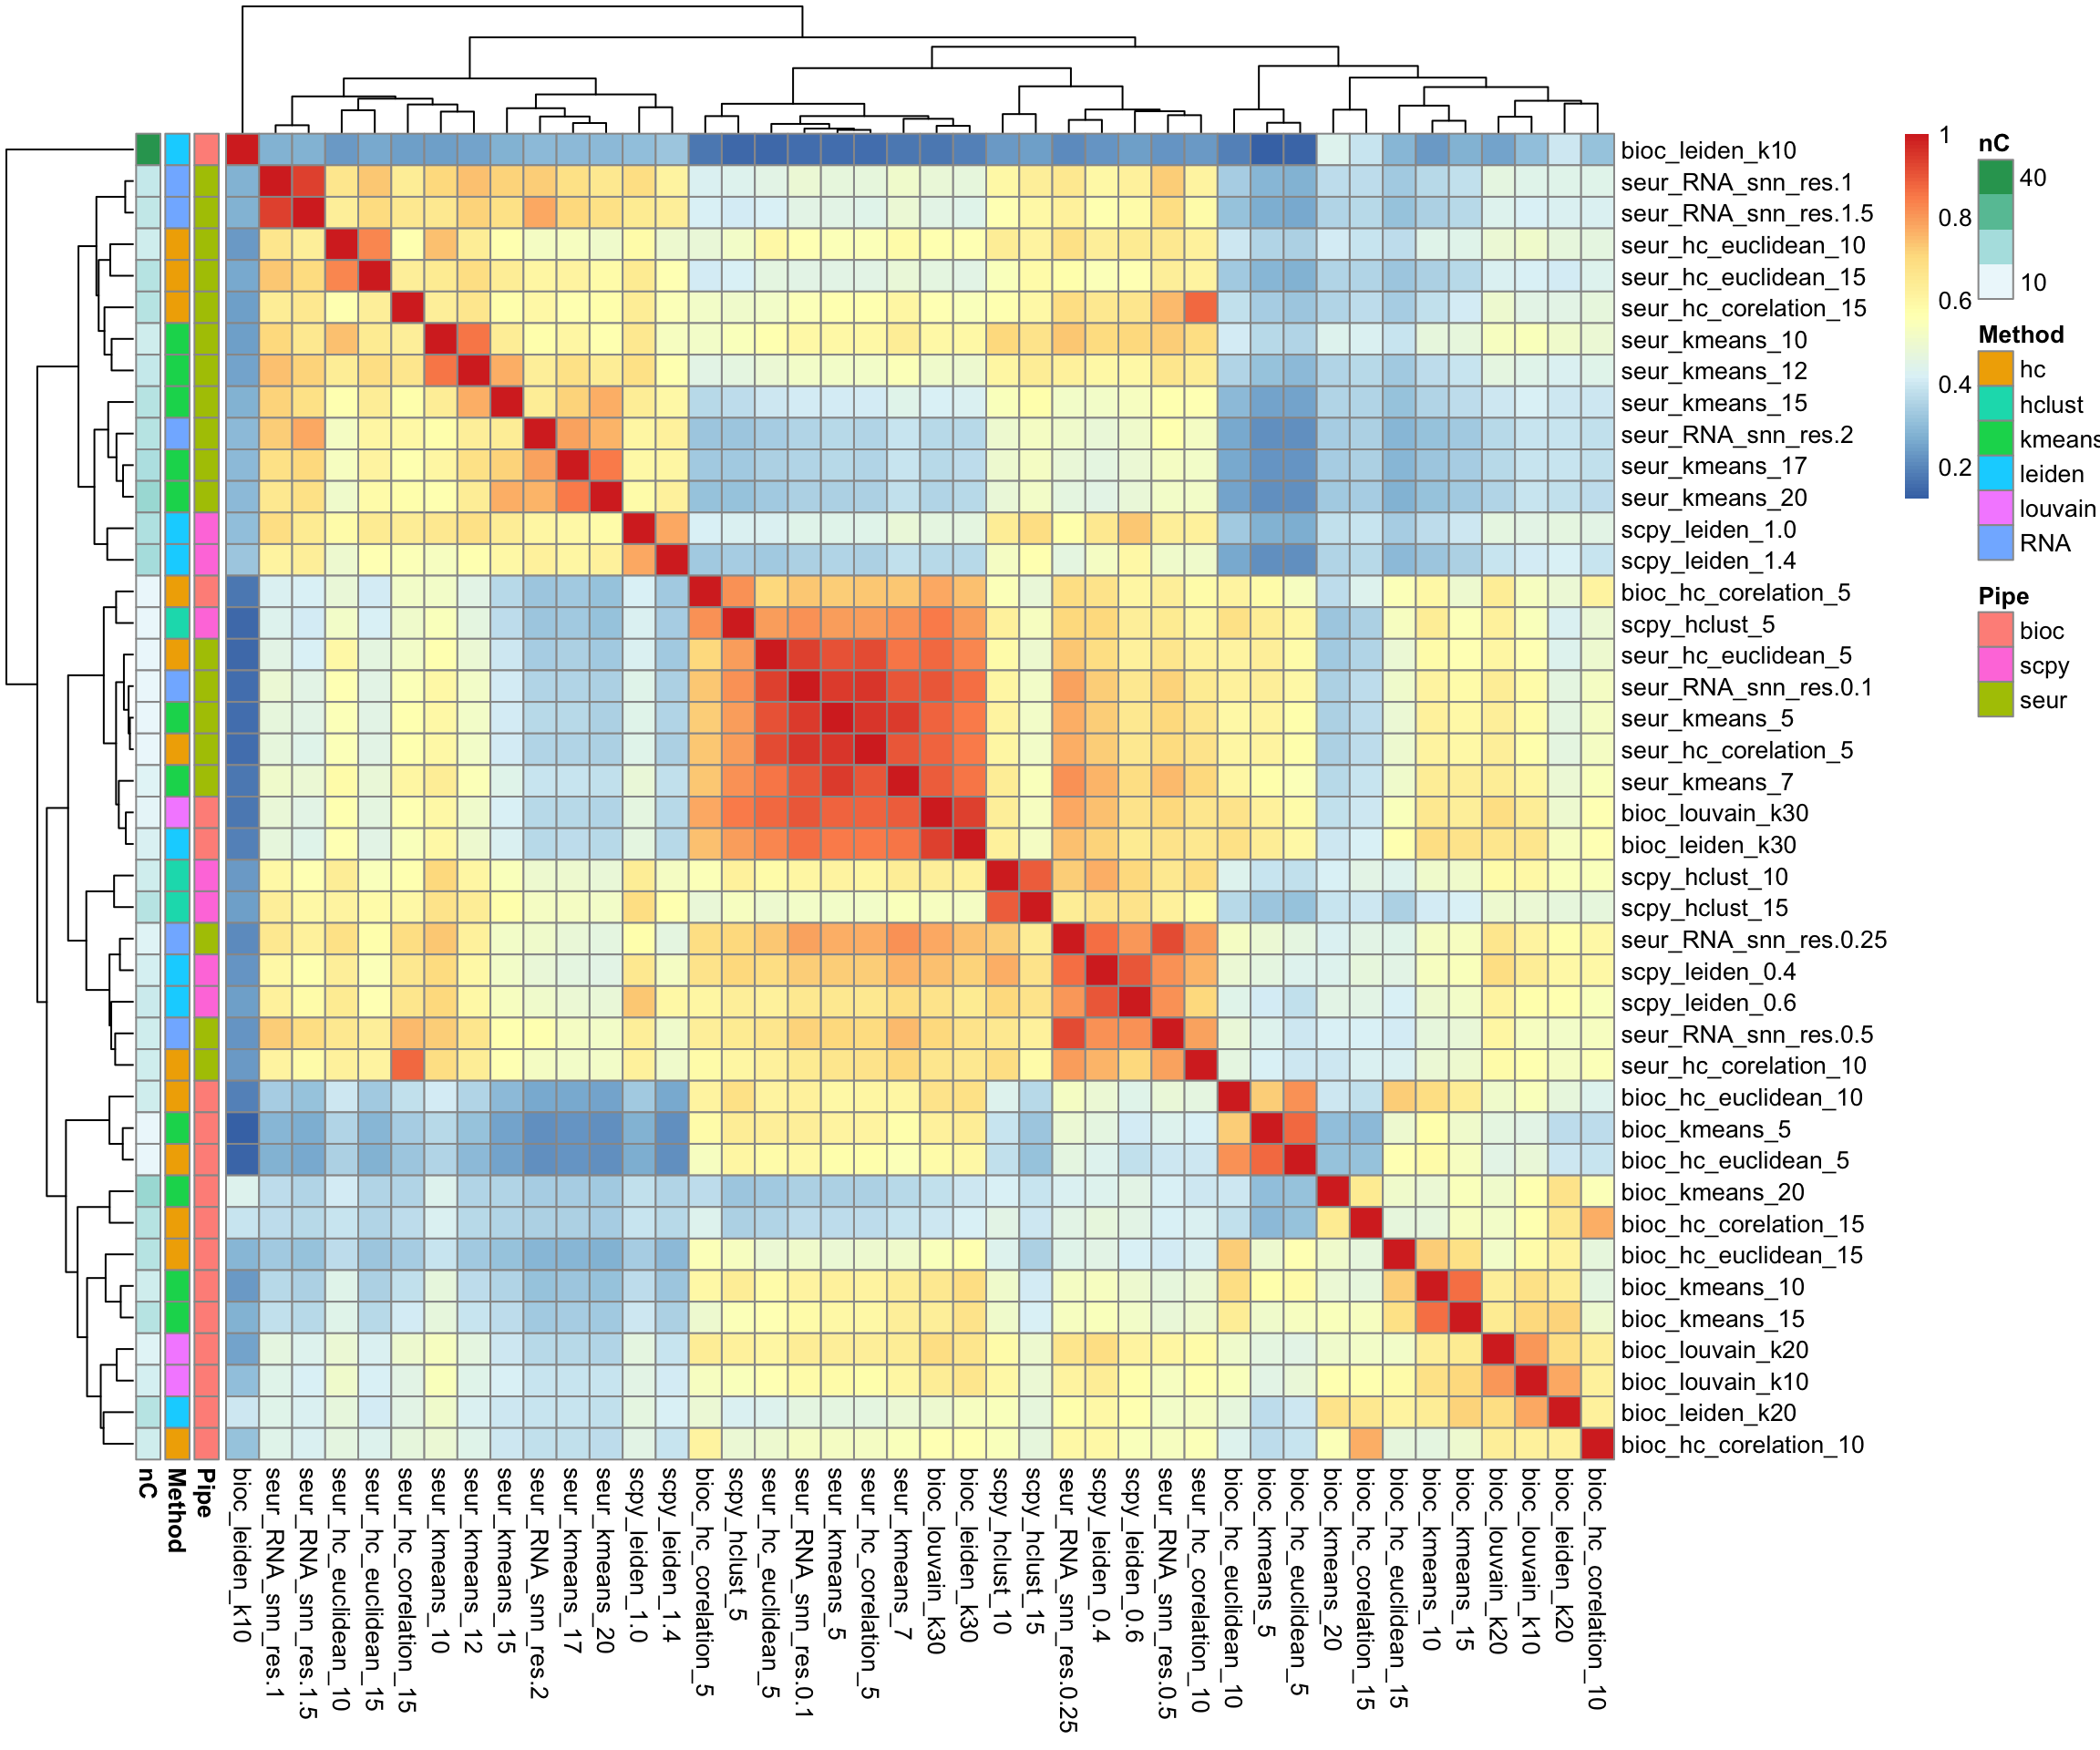 bioc_leiden_k10
seur_RNA_snn_res.1
seur_RNA_snn_res.1.5
seur_hc_euclidean_10
seur_hc_euclidean_15
seur_hc_corelation_15
seur_kmeans_10
seur_kmeans_12
seur_kmeans_15
seur_RNA_snn_res.2
seur_kmeans_17
seur_kmeans_20
scpy_leiden_1.0
scpy_leiden_1.4
bioc_hc_corelation_5
scpy_hclust_5
seur_hc_euclidean_5
seur_RNA_snn_res.0.1
seur_kmeans_5
seur_hc_corelation_5
seur_kmeans_7
bioc_louvain_k30
bioc_leiden_k30
scpy_hclust_10
scpy_hclust_15
seur_RNA_snn_res.0.25
scpy_leiden_0.4
scpy_leiden_0.6
seur_RNA_snn_res.0.5
seur_hc_corelation_10
bioc_hc_euclidean_10
bioc_kmeans_5
bioc_hc_euclidean_5
bioc_kmeans_20
bioc_hc_corelation_15
bioc_hc_euclidean_15
bioc_kmeans_10
bioc_kmeans_15
bioc_louvain_k20
bioc_louvain_k10
bioc_leiden_k20
bioc_hc_corelation_10
1
0.8
0.6
0.4
0.2
nC
40
10
Method
hc
hclust
kmeans
leiden
louvain
RNA
Pipe
bioc
scpy
seur
nC
Method
Pipe
bioc_leiden_k10
seur_RNA_snn_res.1
seur_RNA_snn_res.1.5
seur_hc_euclidean_10
seur_hc_euclidean_15
seur_hc_corelation_15
seur_kmeans_10
seur_kmeans_12
seur_kmeans_15
seur_RNA_snn_res.2
seur_kmeans_17
seur_kmeans_20
scpy_leiden_1.0
scpy_leiden_1.4
bioc_hc_corelation_5
scpy_hclust_5
seur_hc_euclidean_5
seur_RNA_snn_res.0.1
seur_kmeans_5
seur_hc_corelation_5
seur_kmeans_7
bioc_louvain_k30
bioc_leiden_k30
scpy_hclust_10
scpy_hclust_15
seur_RNA_snn_res.0.25
scpy_leiden_0.4
scpy_leiden_0.6
seur_RNA_snn_res.0.5
seur_hc_corelation_10
bioc_hc_euclidean_10
bioc_kmeans_5
bioc_hc_euclidean_5
bioc_kmeans_20
bioc_hc_corelation_15
bioc_hc_euclidean_15
bioc_kmeans_10
bioc_kmeans_15
bioc_louvain_k20
bioc_louvain_k10
bioc_leiden_k20
bioc_hc_corelation_10